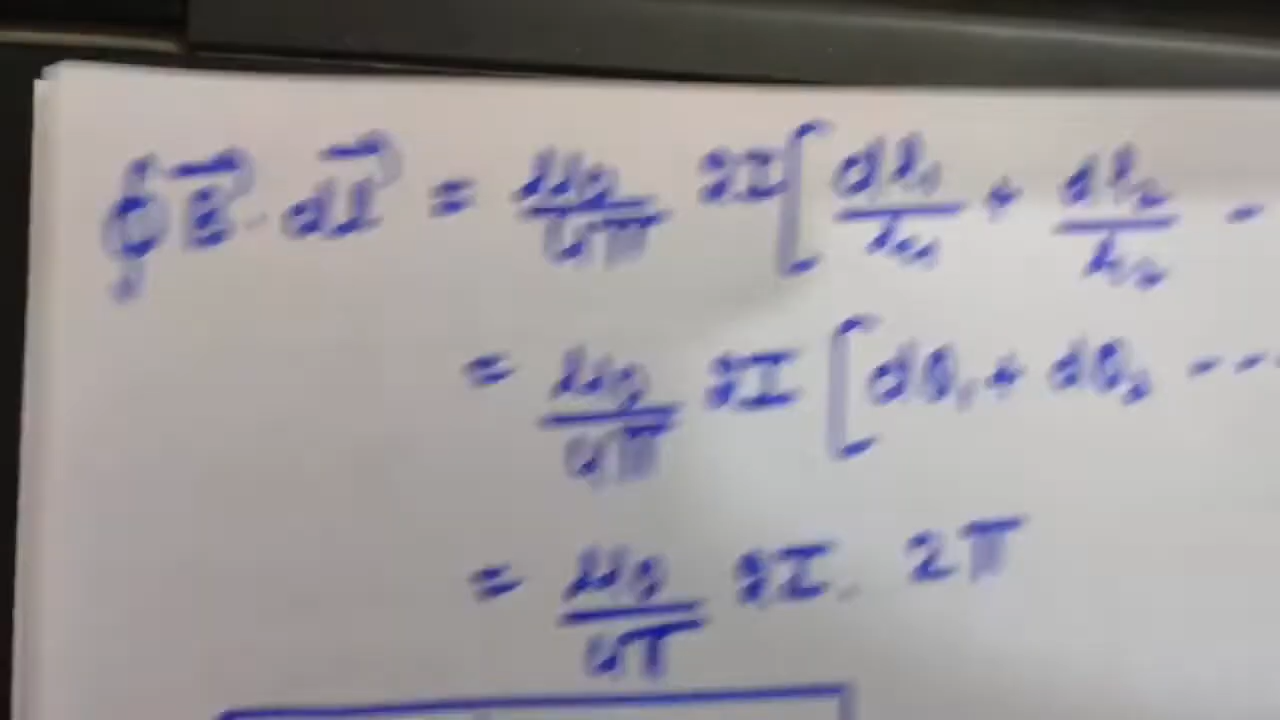 ∮ B⃗ · dl⃗ = μ₀/4π 2I [ dl₁/r₁ + dl₂/r₂ -
= μ₀/4π 2I [ dθ₁ + dθ₂ ---
= μ₀/4π 2I · 2π